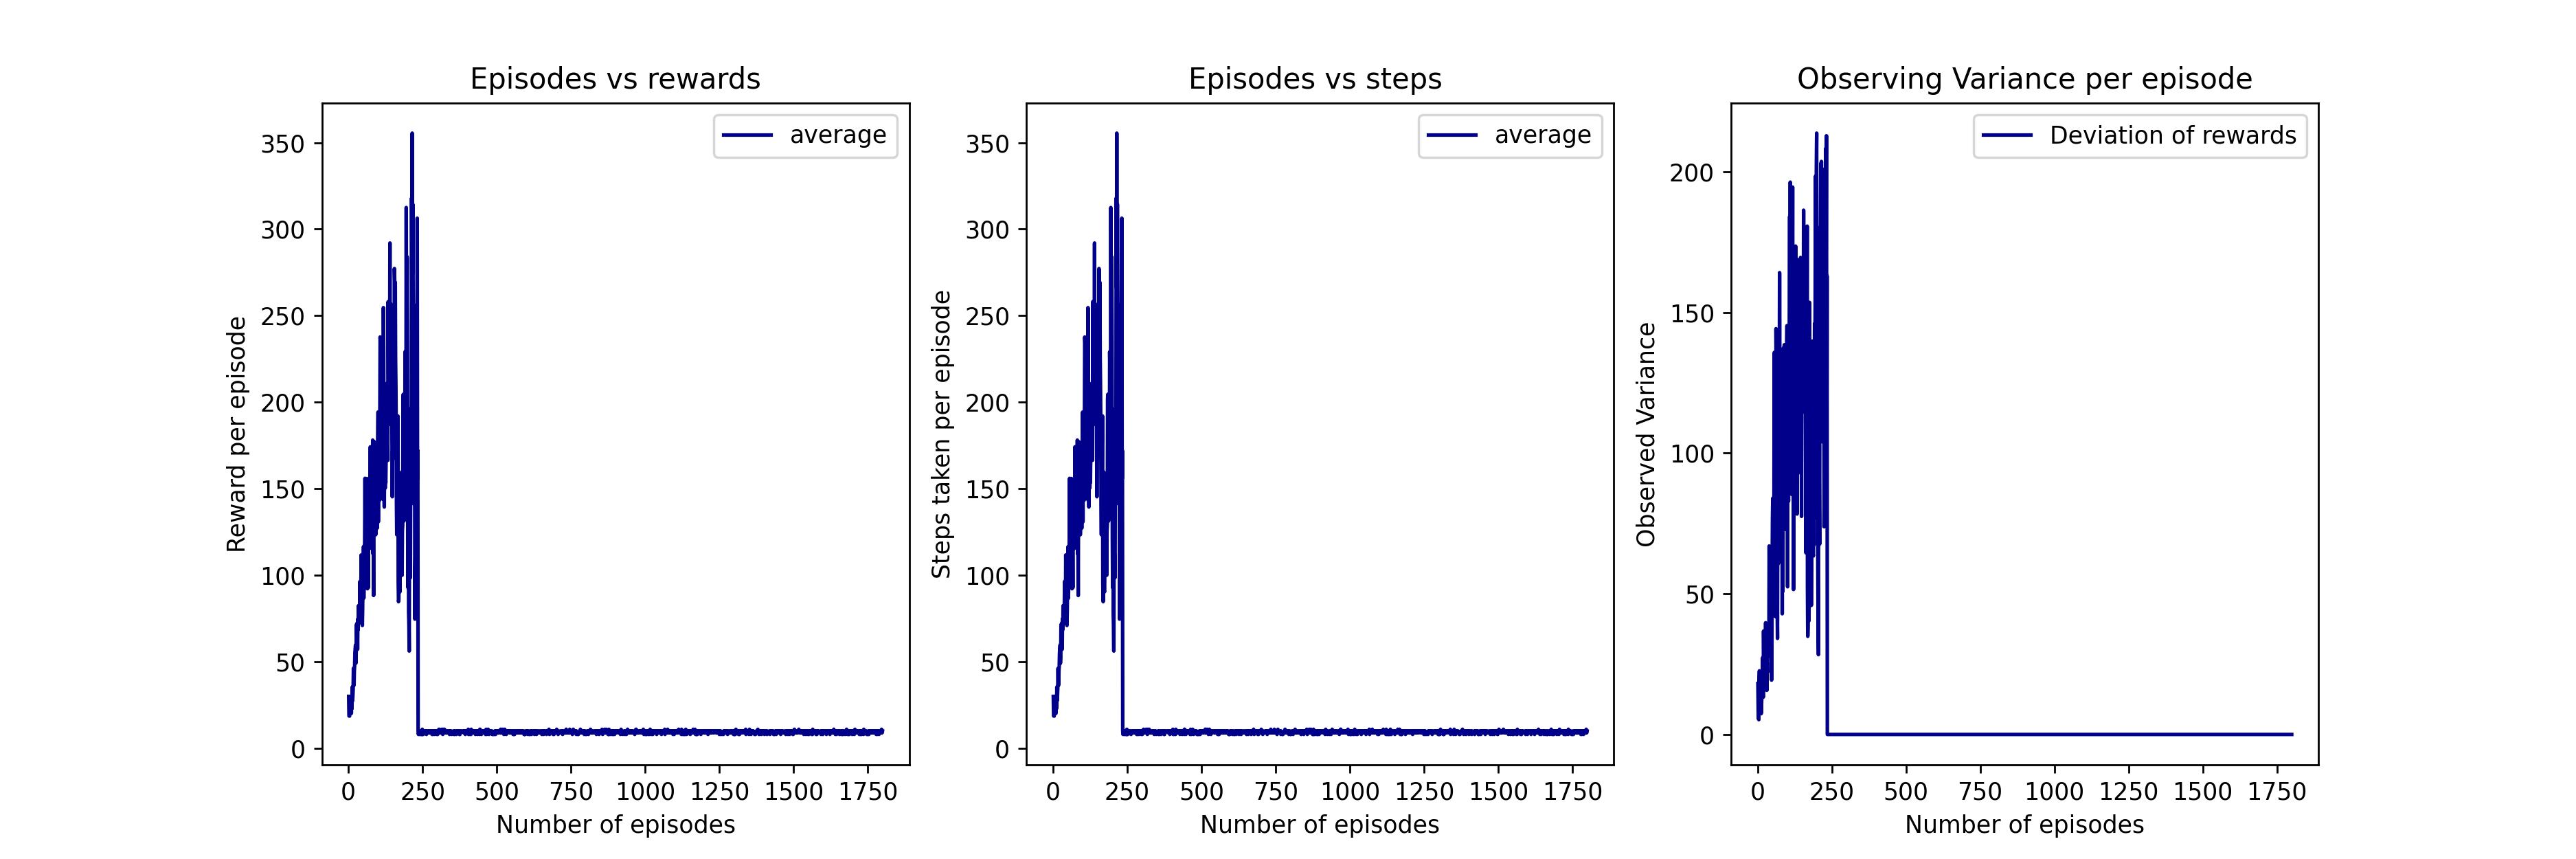 Episodes vs rewards
average
350
300
250
200
150
100
50
0
Reward per episode
0 250 500 750 1000 1250 1500 1750
Number of episodes
Episodes vs steps
average
350
300
250
200
150
100
50
0
Steps taken per episode
0 250 500 750 1000 1250 1500 1750
Number of episodes
Observing Variance per episode
Deviation of rewards
200
150
100
50
0
Observed Variance
0 250 500 750 1000 1250 1500 1750
Number of episodes